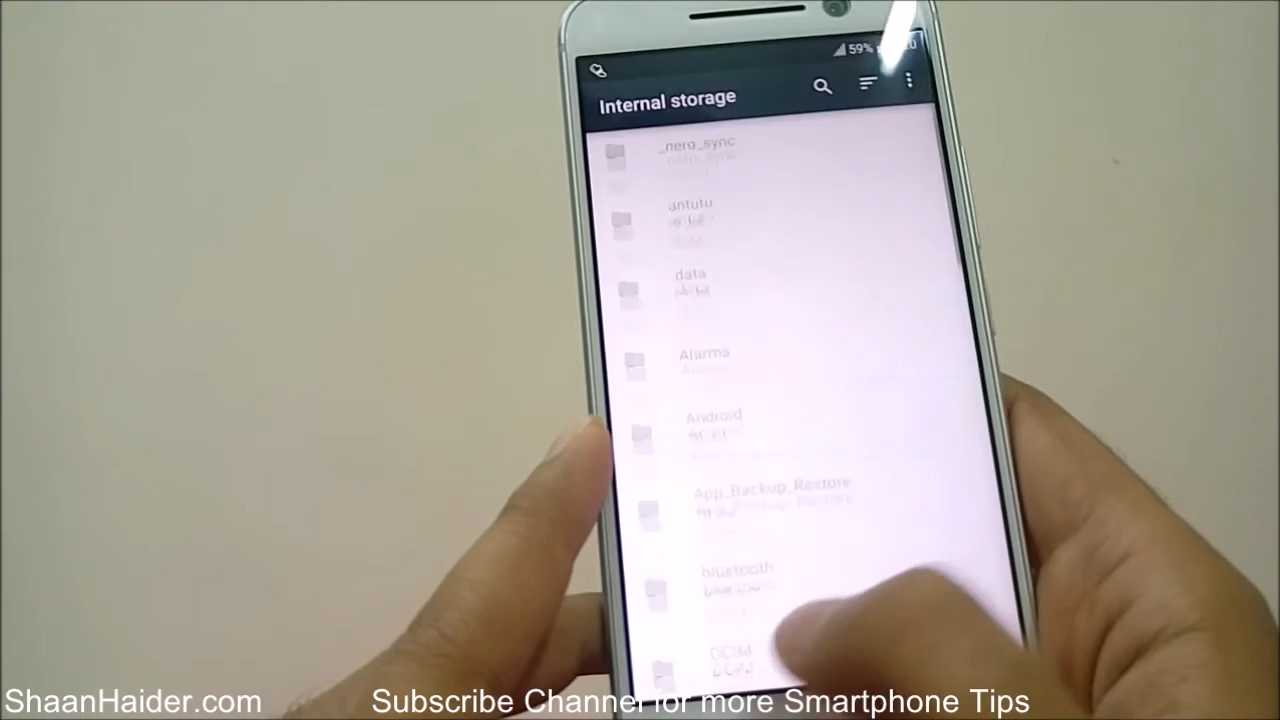 59%
Internal storage
_nero_sync
antutu
data
Alarms
Android
App_Backup_Restore
bluetooth
DCIM
ShaanHaider.com
Subscribe Channel for more Smartphone Tips